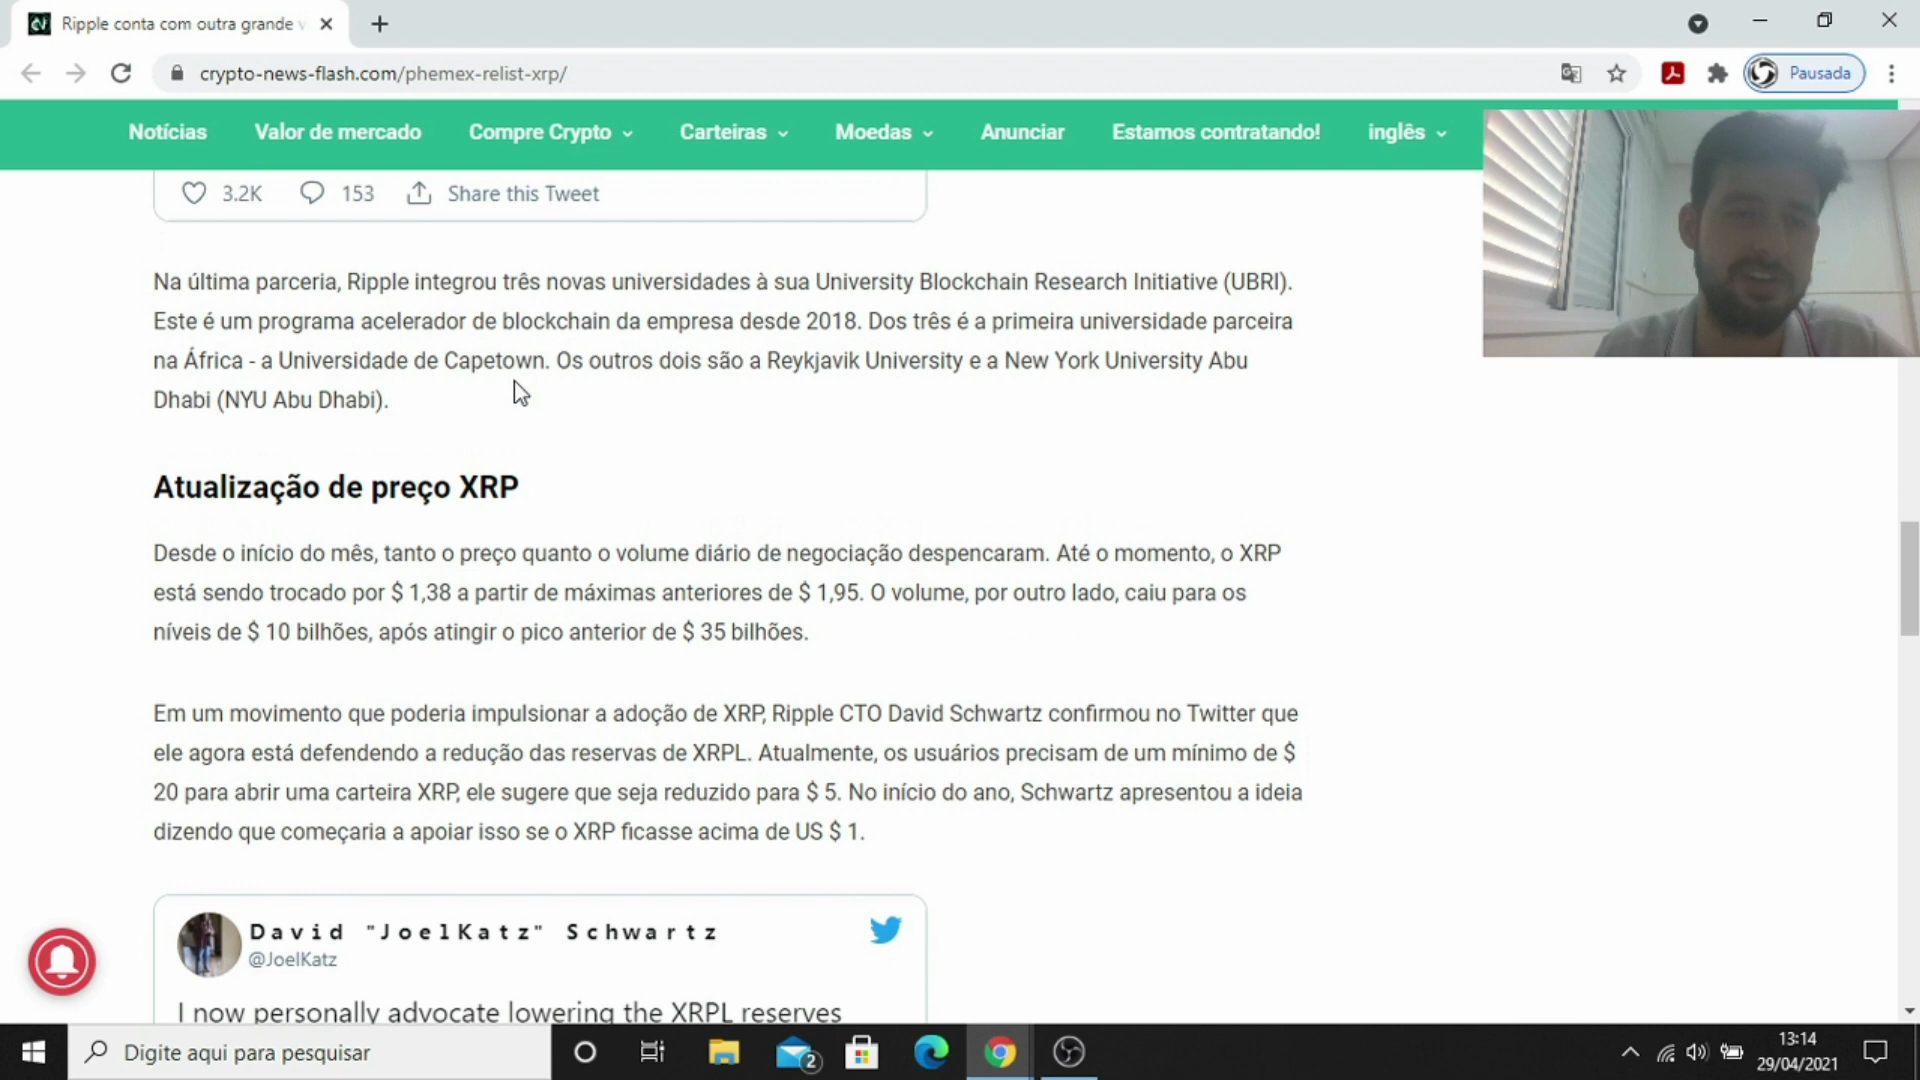 Ripple conta com outra grande v
crypto-news-flash.com/phemex-relist-xrp/
Pausada
Notícias Valor de mercado Compre Crypto Carteiras Moedas Anunciar Estamos contratando! inglês
3.2K 153 Share this Tweet
Na última parceria, Ripple integrou três novas universidades à sua University Blockchain Research Initiative (UBRI).
Este é um programa acelerador de blockchain da empresa desde 2018. Dos três é a primeira universidade parceira
na África - a Universidade de Capetown. Os outros dois são a Reykjavik University e a New York University Abu
Dhabi (NYU Abu Dhabi).
Atualização de preço XRP
Desde o início do mês, tanto o preço quanto o volume diário de negociação despencaram. Até o momento, o XRP
está sendo trocado por $ 1,38 a partir de máximas anteriores de $ 1,95. O volume, por outro lado, caiu para os
níveis de $ 10 bilhões, após atingir o pico anterior de $ 35 bilhões.
Em um movimento que poderia impulsionar a adoção de XRP, Ripple CTO David Schwartz confirmou no Twitter que
ele agora está defendendo a redução das reservas de XRPL. Atualmente, os usuários precisam de um mínimo de $
20 para abrir uma carteira XRP, ele sugere que seja reduzido para $ 5. No início do ano, Schwartz apresentou a ideia
dizendo que começaria a apoiar isso se o XRP ficasse acima de US $ 1.
David "JoelKatz" Schwartz
@JoelKatz
I now personally advocate lowering the XRPL reserves
Digite aqui para pesquisar
2
13:14
29/04/2021